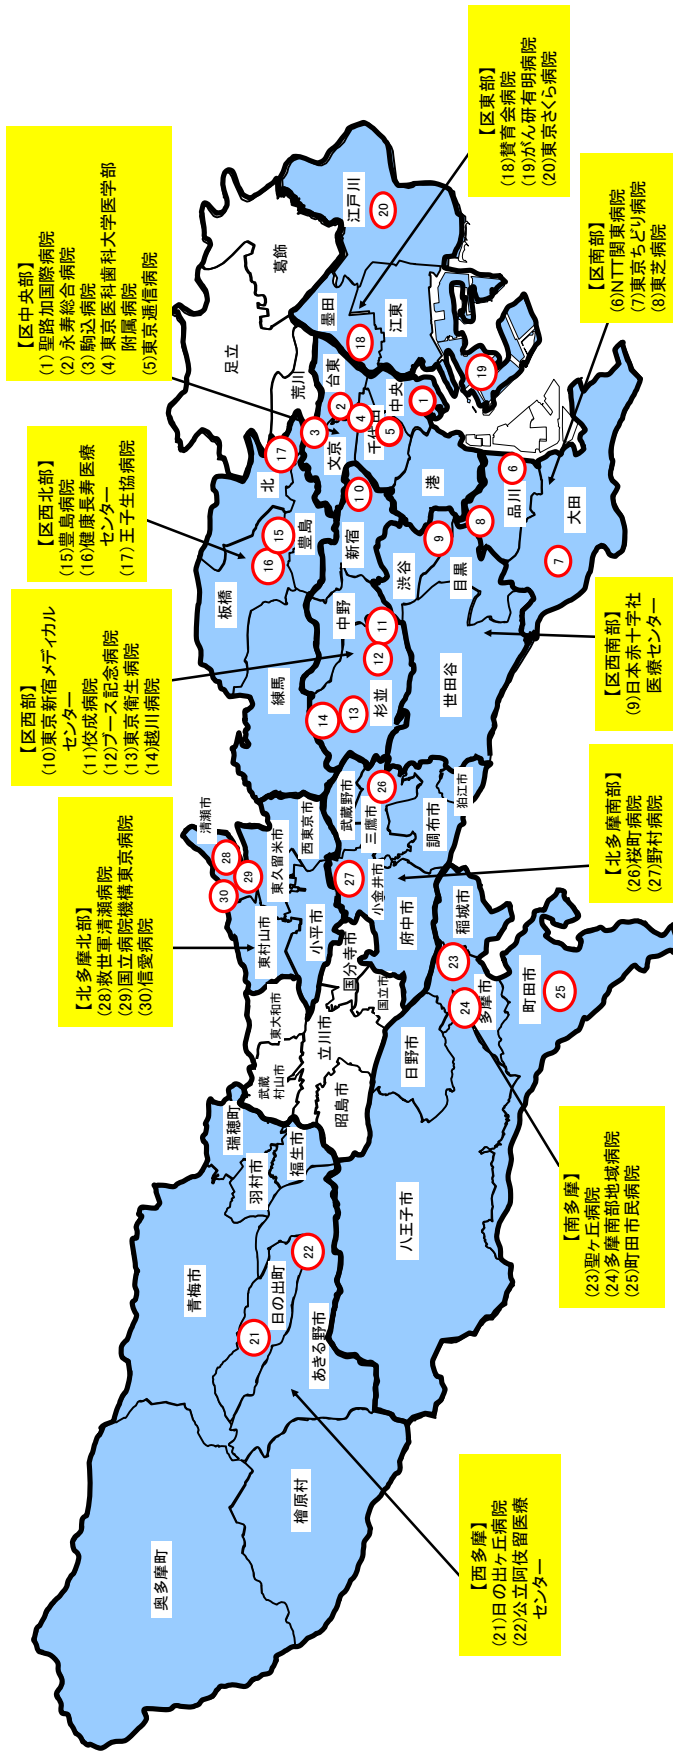 【北多摩北部】
(28)救世軍清瀬病院
(29)国立病院機構東京病院
(30)信愛病院
【区西部】
(10)東京新宿メディカル
センター
(11)佼成病院
(12)ブース記念病院
(13)東京衛生病院
(14)越川病院
【区西北部】
(15)豊島病院
(16)健康長寿医療
センター
(17)王子生協病院
【区中央部】
(1)聖路加国際病院
(2)永寿総合病院
(3)駒込病院
(4)東京医科歯科大学医学部
附属病院
(5)東京逓信病院
【区東部】
(18)賛育会病院
(19)がん研有明病院
(20)東京さくら病院
【区南部】
(6)NTT関東病院
(7)東京ちどり病院
(8)東芝病院
【区西南部】
(9)日本赤十字社
医療センター
【北多摩南部】
(26)桜町病院
(27)野村病院
【南多摩】
(23)聖ヶ丘病院
(24)多摩南部地域病院
(25)町田市民病院
【西多摩】
(21)日の出ヶ丘病院
(22)公立阿伎留医療
センター
奥多摩町
檜原村
青梅市
日の出町
あきる野市
羽村市
瑞穂町
福生市
武蔵
村山市
東大和市
昭島市
立川市
国分寺市
国立市
八王子市
日野市
多摩市
稲城市
町田市
清瀬市
東村山市
東久留米市
小平市
西東京市
武蔵野市
三鷹市
小金井市
府中市
調布市
狛江市
練馬
板橋
北
豊島
中野
杉並
新宿
渋谷
世田谷
目黒
品川
大田
港
文京
台東
千代田
中央
荒川
足立
葛飾
墨田
江東
江戸川
1
2
3
4
5
6
7
8
9
10
11
12
13
14
15
16
17
18
19
20
21
22
23
24
25
26
27
28
29
30